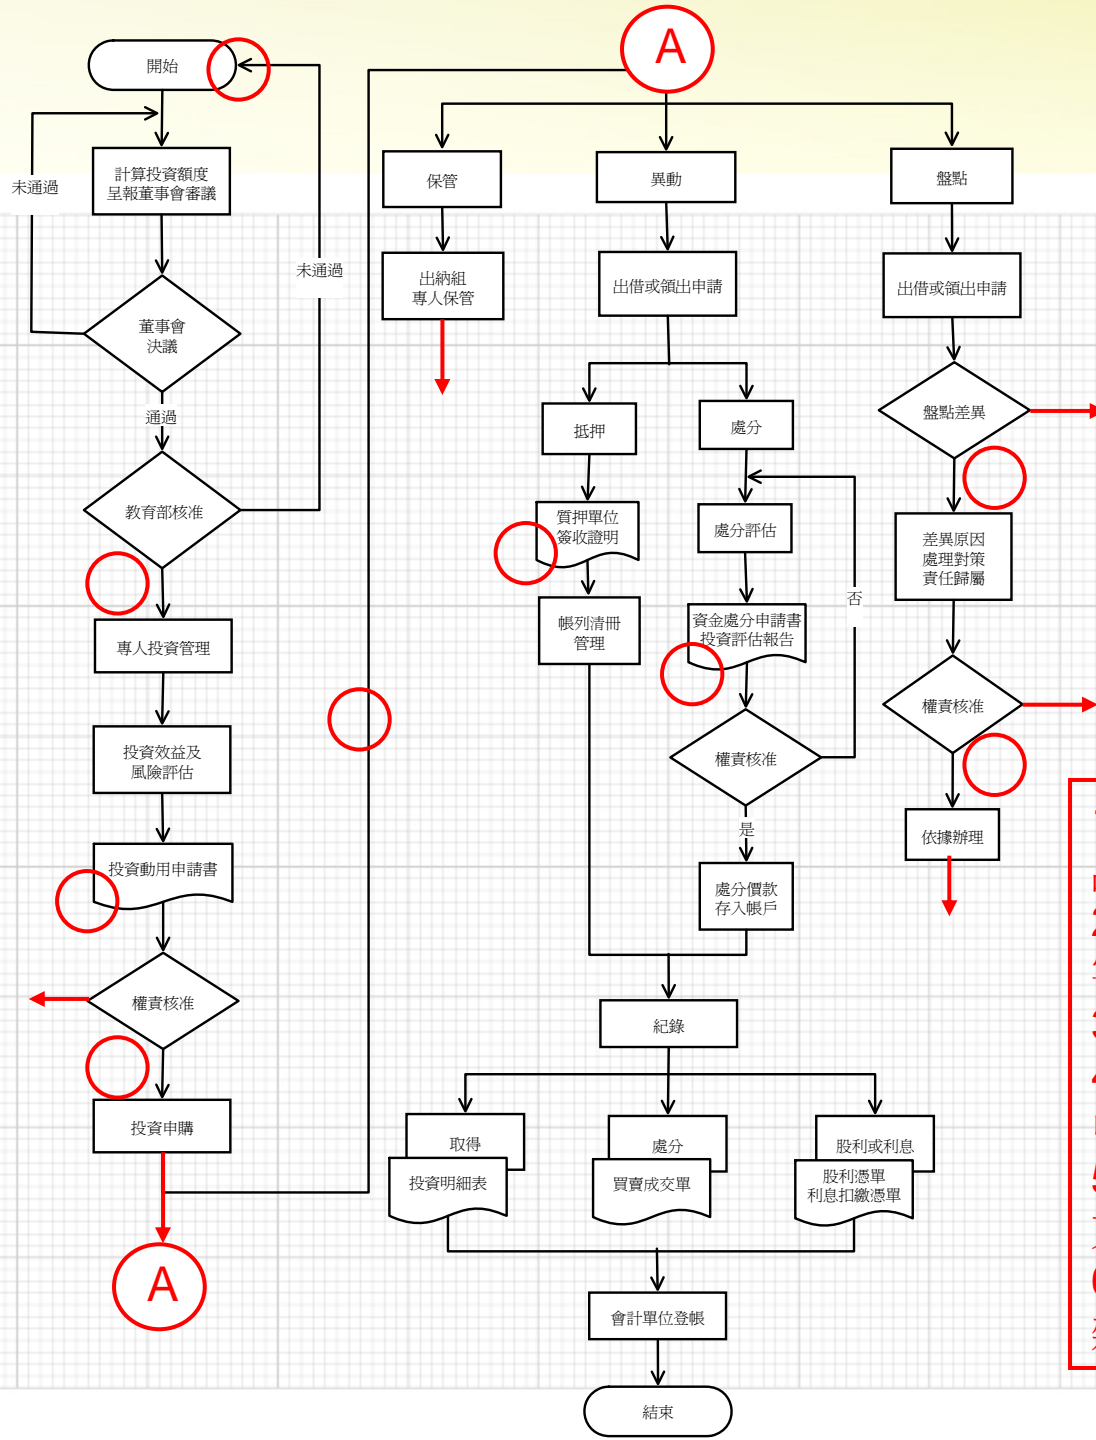 開始
未通過
計算投資額度
呈報董事會審議
未通過
董事會
決議
通過
教育部核准
專人投資管理
投資效益及
風險評估
投資動用申請書
權責核准
投資申購
A
A
保管
出納組
專人保管
異動
出借或領出申請
抵押
質押單位
簽收證明
帳列清冊
管理
處分
處分評估
資金處分申請書
投資評估報告
否
權責核准
是
處分價款
存入帳戶
紀錄
取得
投資明細表
處分
買賣成交單
股利或利息
股利憑單
利息扣繳憑單
會計單位登帳
結束
盤點
出借或領出申請
盤點差異
差異原因
處理對策
責任歸屬
權責核准
依據辦理